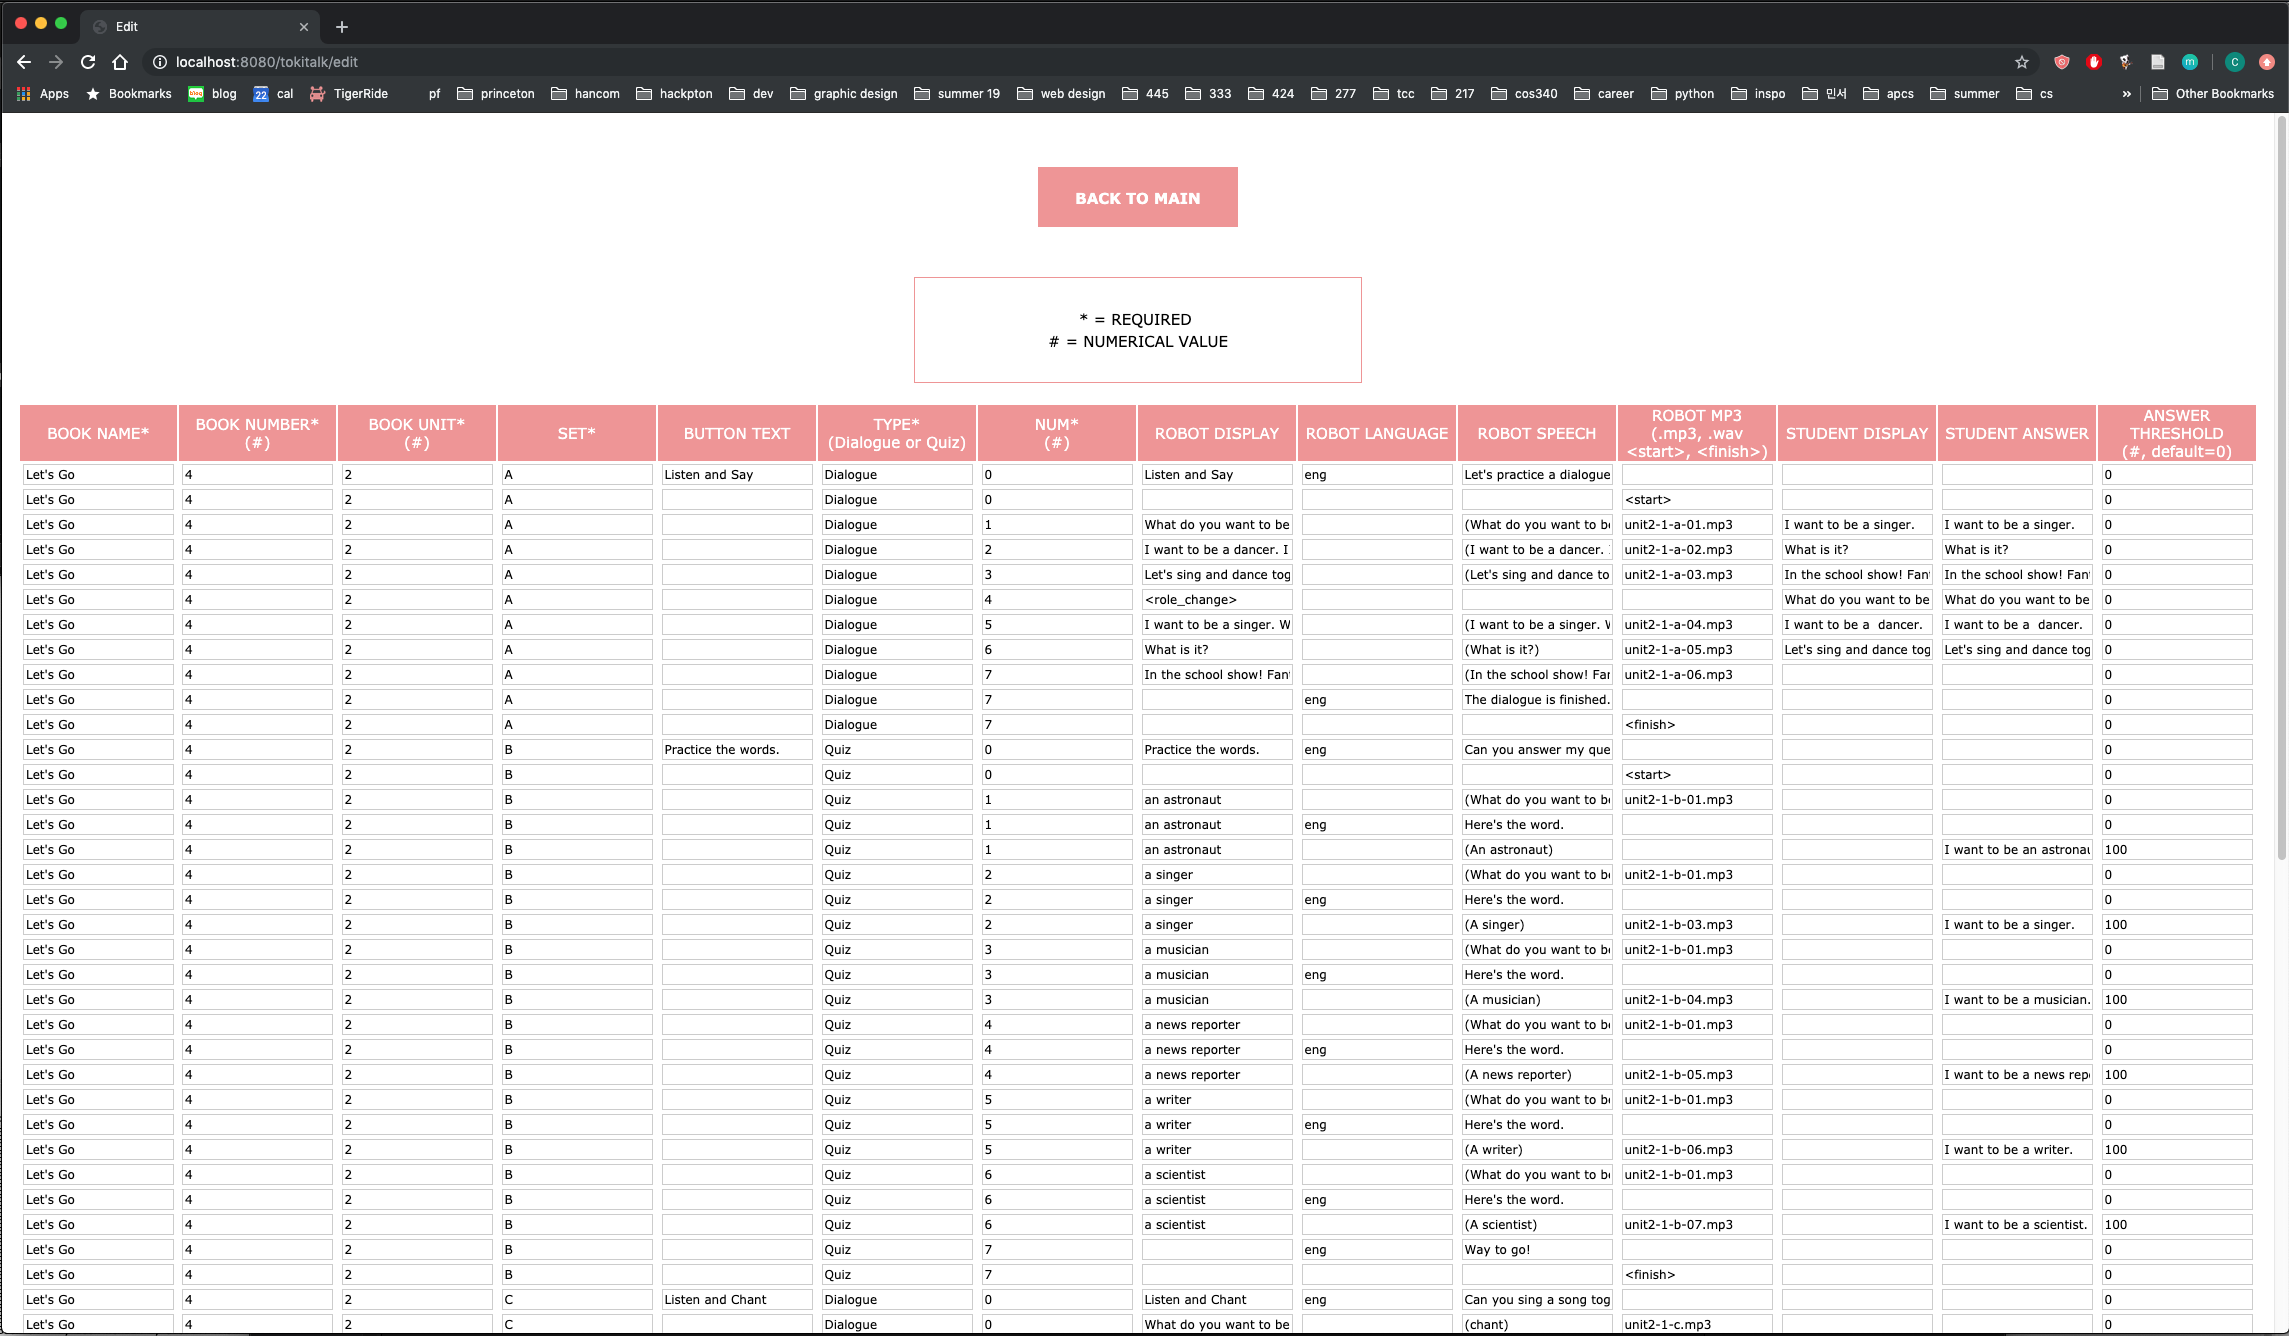 Edit
localhost:8080/tokitalk/edit
Apps Bookmarks blog 22 cal TigerRide pf princeton hancom hackpton dev graphic design summer 19 web design 445 333 424 277 tcc 217 cos340 career python inspo 민서 apcs summer cs » Other Bookmarks
BACK TO MAIN
* = REQUIRED
# = NUMERICAL VALUE
BOOK NAME* BOOK NUMBER* (#) BOOK UNIT* (#) SET* BUTTON TEXT TYPE* (Dialogue or Quiz) NUM* (#) ROBOT DISPLAY ROBOT LANGUAGE ROBOT SPEECH ROBOT MP3 (.mp3, .wav <start>, <finish>) STUDENT DISPLAY STUDENT ANSWER ANSWER THRESHOLD (#, default=0)
Let's Go 4 2 A Listen and Say Dialogue 0 Listen and Say eng Let's practice a dialogue 0
Let's Go 4 2 A Dialogue 0 <start> 0
Let's Go 4 2 A Dialogue 1 What do you want to be (What do you want to be unit2-1-a-01.mp3 I want to be a singer. I want to be a singer. 0
Let's Go 4 2 A Dialogue 2 I want to be a dancer. I (I want to be a dancer. unit2-1-a-02.mp3 What is it? What is it? 0
Let's Go 4 2 A Dialogue 3 Let's sing and dance tog (Let's sing and dance to unit2-1-a-03.mp3 In the school show! Fan In the school show! Fan 0
Let's Go 4 2 A Dialogue 4 <role_change> What do you want to be What do you want to be 0
Let's Go 4 2 A Dialogue 5 I want to be a singer. W (I want to be a singer. W unit2-1-a-04.mp3 I want to be a  dancer. I want to be a  dancer. 0
Let's Go 4 2 A Dialogue 6 What is it? (What is it?) unit2-1-a-05.mp3 Let's sing and dance tog Let's sing and dance tog 0
Let's Go 4 2 A Dialogue 7 In the school show! Fan (In the school show! Fan unit2-1-a-06.mp3 0
Let's Go 4 2 A Dialogue 7 eng The dialogue is finished. 0
Let's Go 4 2 A Dialogue 7 <finish> 0
Let's Go 4 2 B Practice the words. Quiz 0 Practice the words. eng Can you answer my que 0
Let's Go 4 2 B Quiz 0 <start> 0
Let's Go 4 2 B Quiz 1 an astronaut (What do you want to be unit2-1-b-01.mp3 0
Let's Go 4 2 B Quiz 1 an astronaut eng Here's the word. 0
Let's Go 4 2 B Quiz 1 an astronaut (An astronaut) I want to be an astronau 100
Let's Go 4 2 B Quiz 2 a singer (What do you want to be unit2-1-b-01.mp3 0
Let's Go 4 2 B Quiz 2 a singer eng Here's the word. 0
Let's Go 4 2 B Quiz 2 a singer (A singer) unit2-1-b-03.mp3 I want to be a singer. 100
Let's Go 4 2 B Quiz 3 a musician (What do you want to be unit2-1-b-01.mp3 0
Let's Go 4 2 B Quiz 3 a musician eng Here's the word. 0
Let's Go 4 2 B Quiz 3 a musician (A musician) unit2-1-b-04.mp3 I want to be a musician. 100
Let's Go 4 2 B Quiz 4 a news reporter (What do you want to be unit2-1-b-01.mp3 0
Let's Go 4 2 B Quiz 4 a news reporter eng Here's the word. 0
Let's Go 4 2 B Quiz 4 a news reporter (A news reporter) unit2-1-b-05.mp3 I want to be a news rep 100
Let's Go 4 2 B Quiz 5 a writer (What do you want to be unit2-1-b-01.mp3 0
Let's Go 4 2 B Quiz 5 a writer eng Here's the word. 0
Let's Go 4 2 B Quiz 5 a writer (A writer) unit2-1-b-06.mp3 I want to be a writer. 100
Let's Go 4 2 B Quiz 6 a scientist (What do you want to be unit2-1-b-01.mp3 0
Let's Go 4 2 B Quiz 6 a scientist eng Here's the word. 0
Let's Go 4 2 B Quiz 6 a scientist (A scientist) unit2-1-b-07.mp3 I want to be a scientist. 100
Let's Go 4 2 B Quiz 7 eng Way to go! 0
Let's Go 4 2 B Quiz 7 <finish> 0
Let's Go 4 2 C Listen and Chant Dialogue 0 Listen and Chant eng Can you sing a song tog 0
Let's Go 4 2 C Dialogue 0 What do you want to be (chant) unit2-1-c.mp3 0